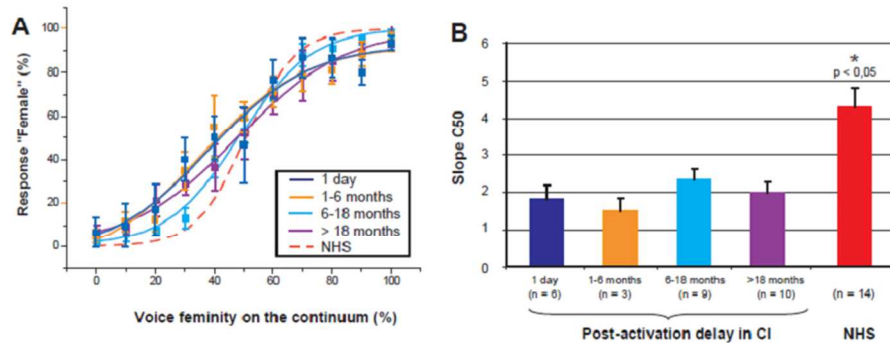 A
Response "Female" (%)
100
80
60
40
20
0
1 day
1-6 months
6-18 months
> 18 months
NHS
0 20 40 60 80 100
Voice feminity on the continuum (%)
B
Slope C50
6
5
4
3
2
1
0
*
p < 0,05
1 day 1-6 months 6-18 months >18 months
(n = 6) (n = 3) (n = 9) (n = 10) (n = 14)
Post-activation delay in CI NHS